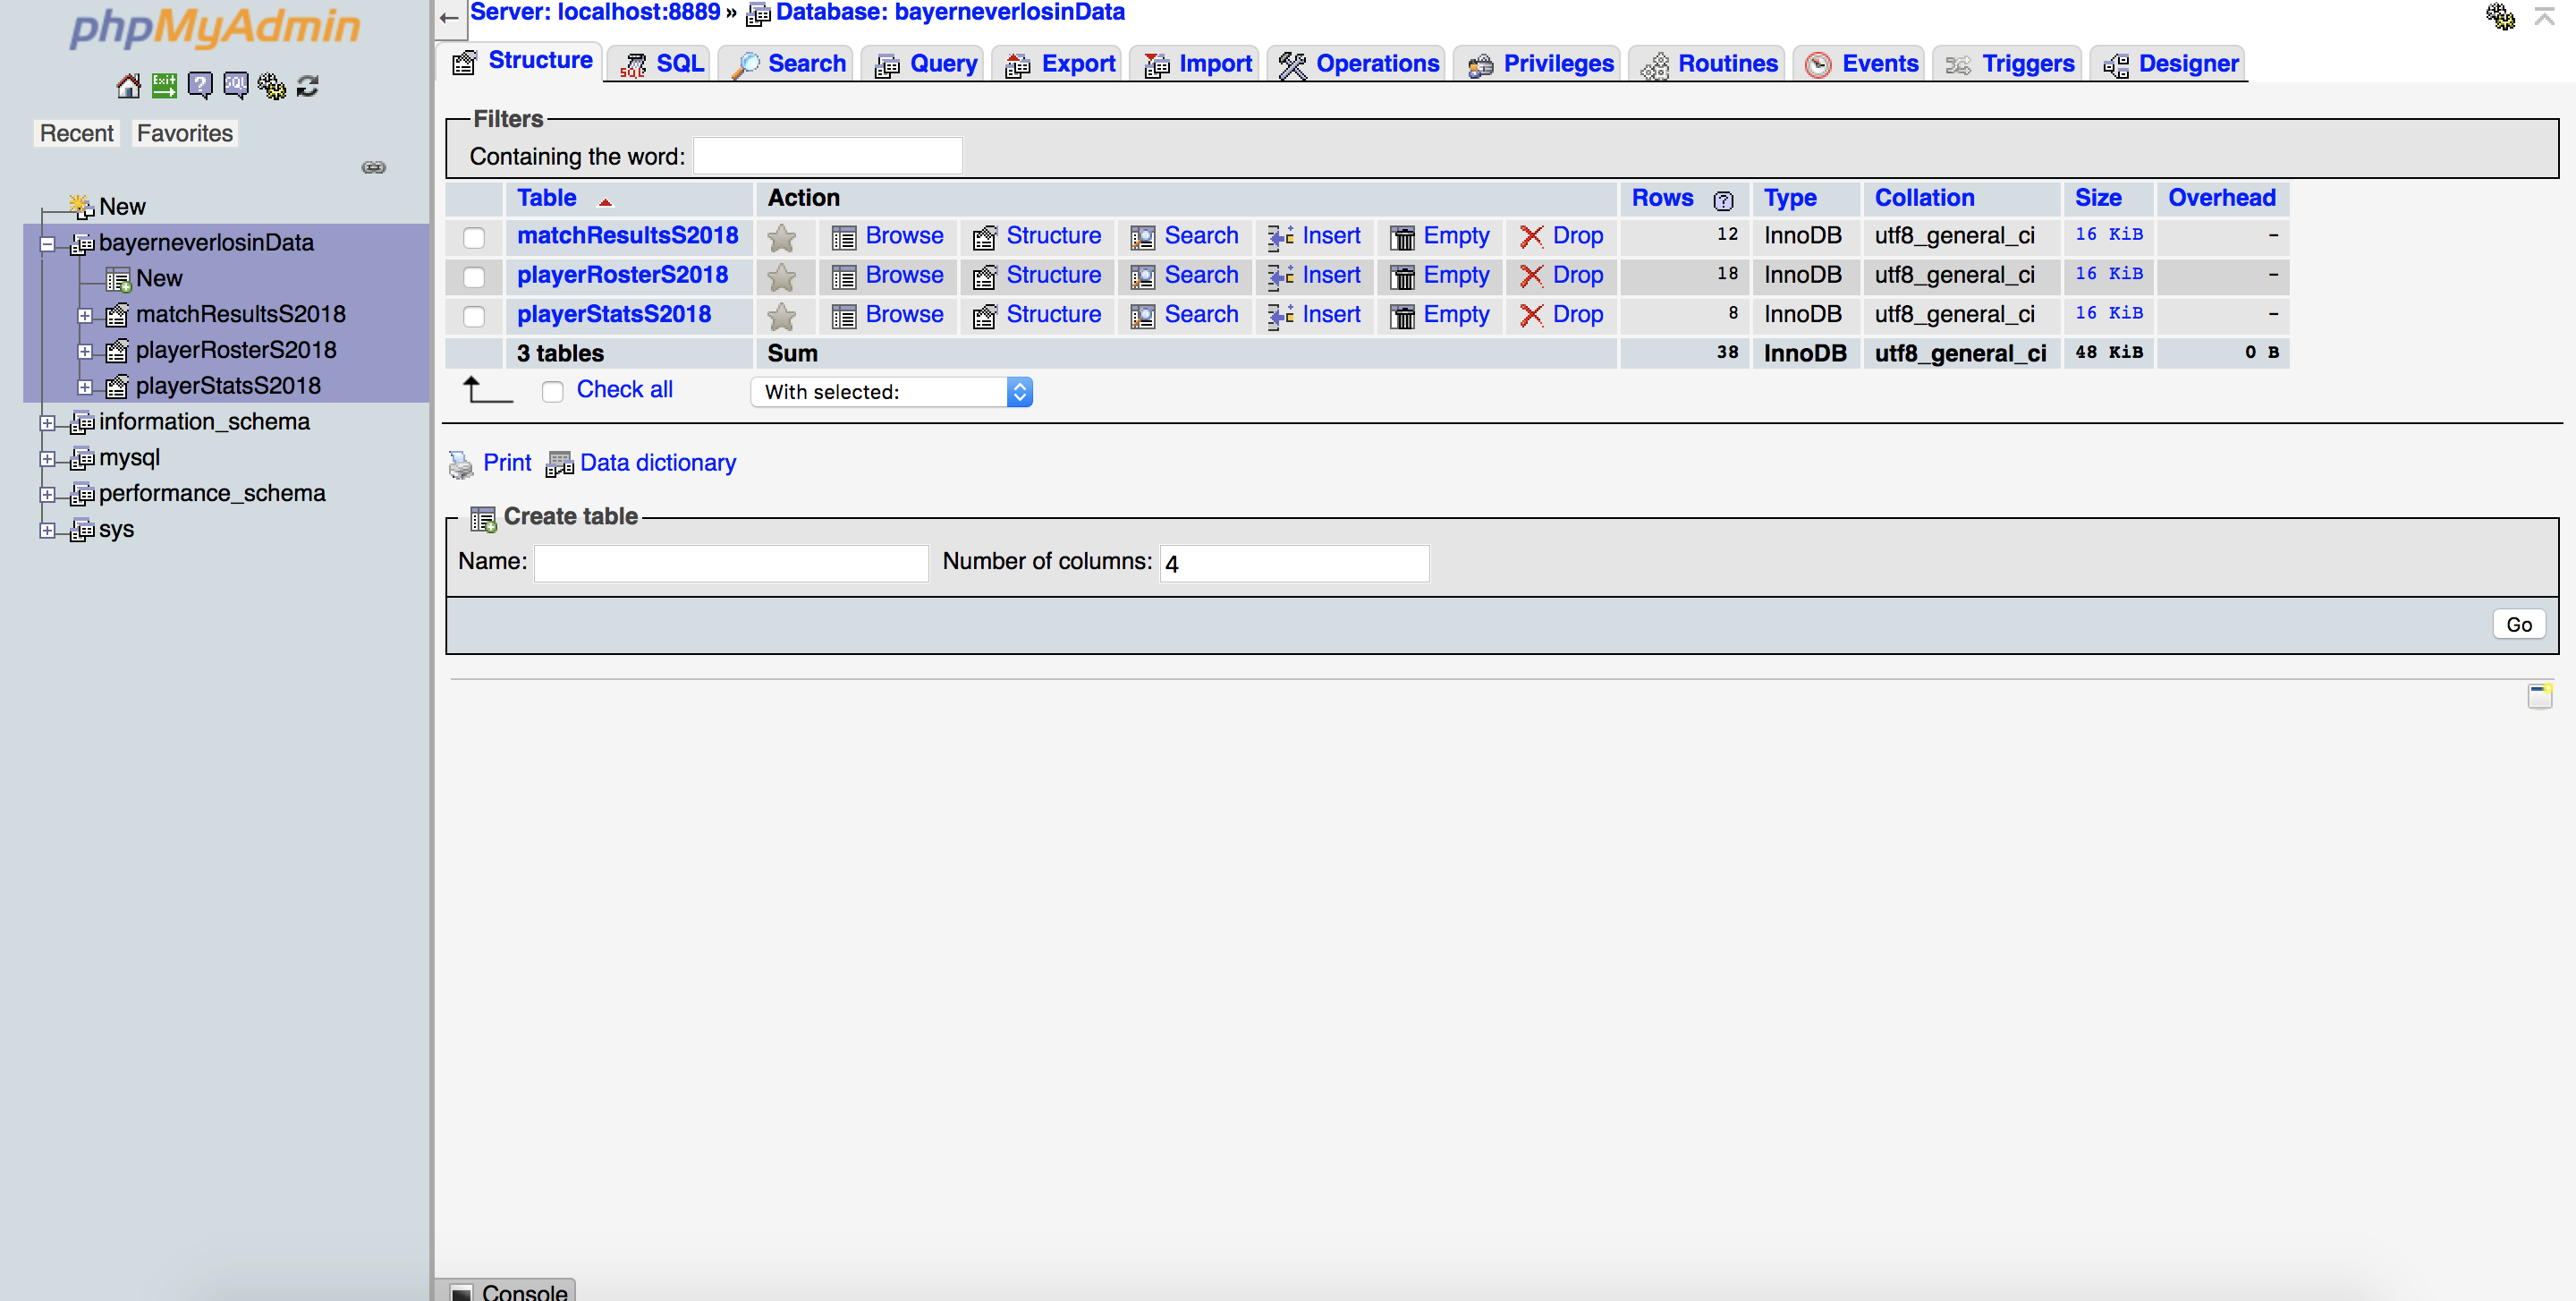 phpMyAdmin
Recent Favorites
New
bayerneverlosinData
New
matchResultsS2018
playerRosterS2018
playerStatsS2018
information_schema
mysql
performance_schema
sys
Server: localhost:8889 » Database: bayerneverlosinData
Structure SQL Search Query Export Import Operations Privileges Routines Events Triggers Designer
Filters
Containing the word:
Table Action Rows Type Collation Size Overhead
matchResultsS2018 Browse Structure Search Insert Empty Drop 12 InnoDB utf8_general_ci 16 KiB -
playerRosterS2018 Browse Structure Search Insert Empty Drop 18 InnoDB utf8_general_ci 16 KiB -
playerStatsS2018 Browse Structure Search Insert Empty Drop 8 InnoDB utf8_general_ci 16 KiB -
3 tables Sum 38 InnoDB utf8_general_ci 48 KiB 0 B
Check all With selected:
Print Data dictionary
Create table
Name: Number of columns: 4
Go
Console